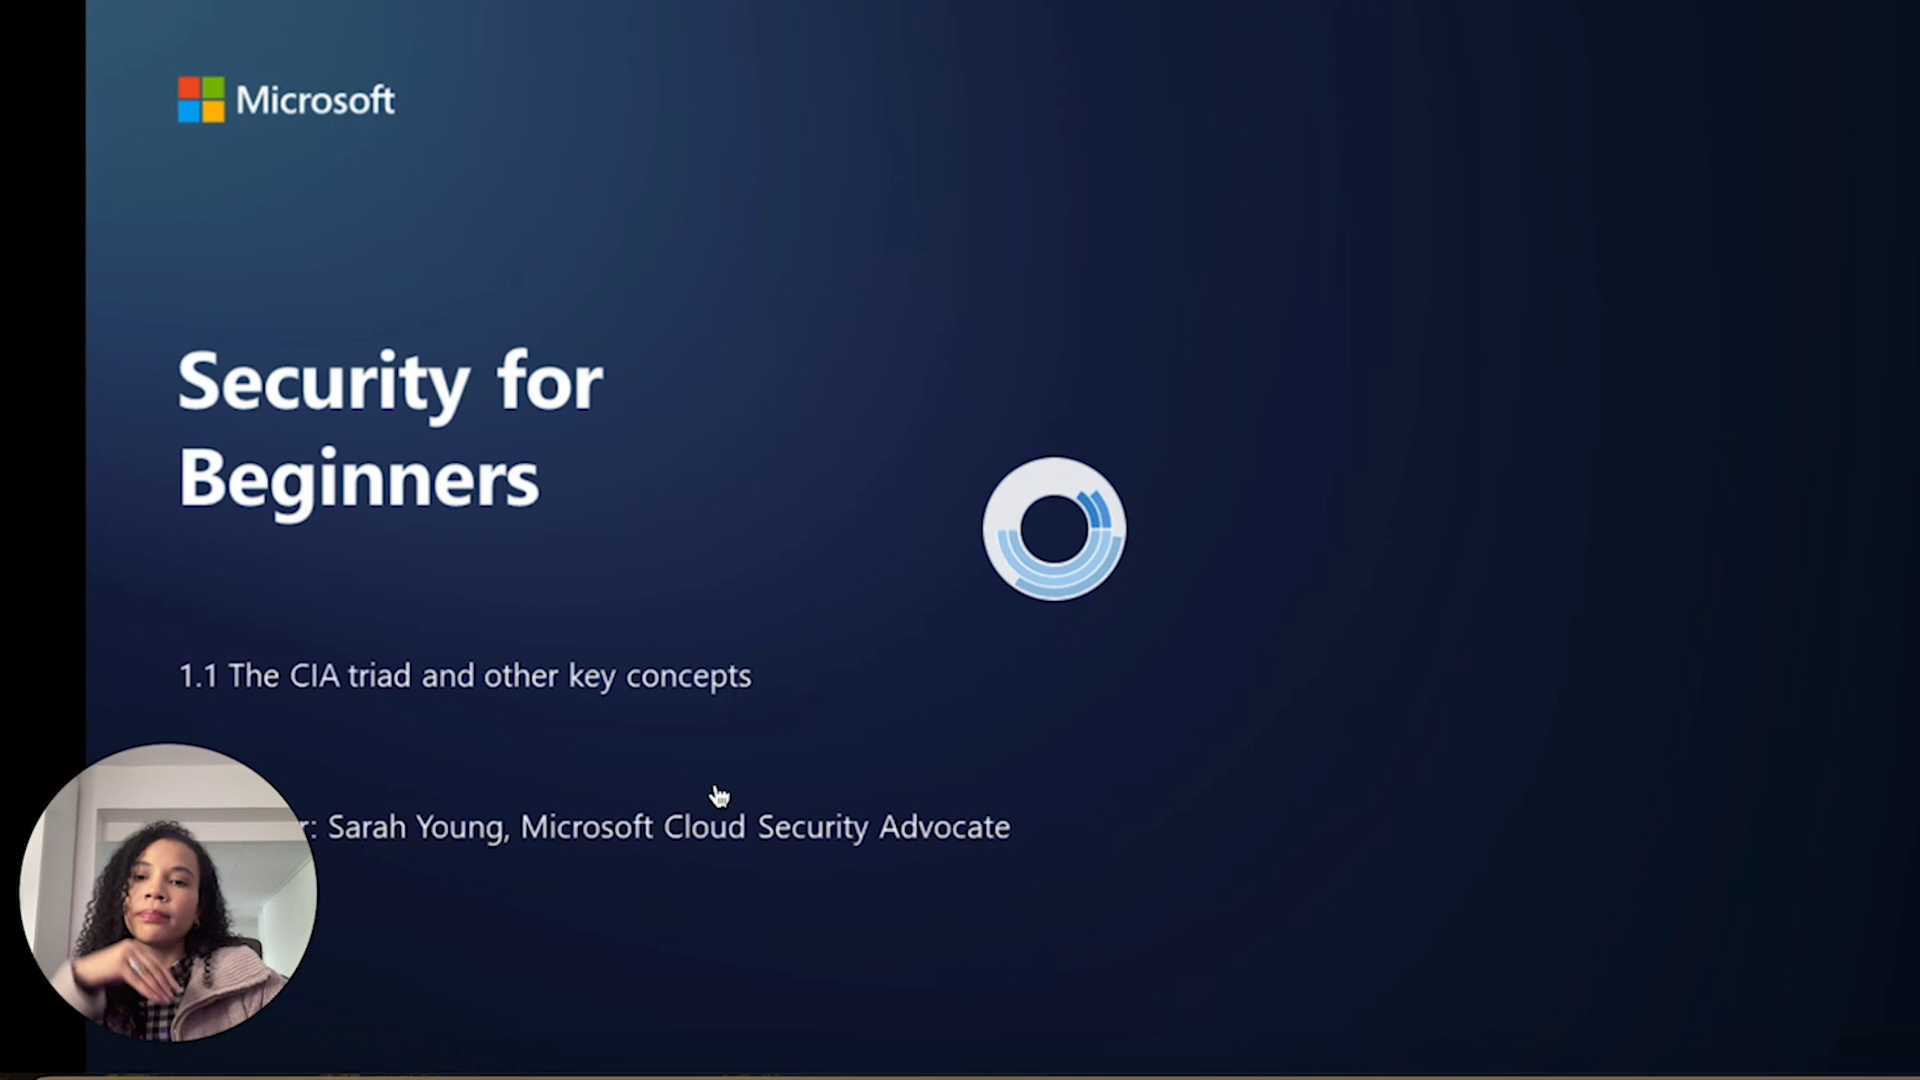 Microsoft
Security for
Beginners
1.1 The CIA triad and other key concepts
r: Sarah Young, Microsoft Cloud Security Advocate